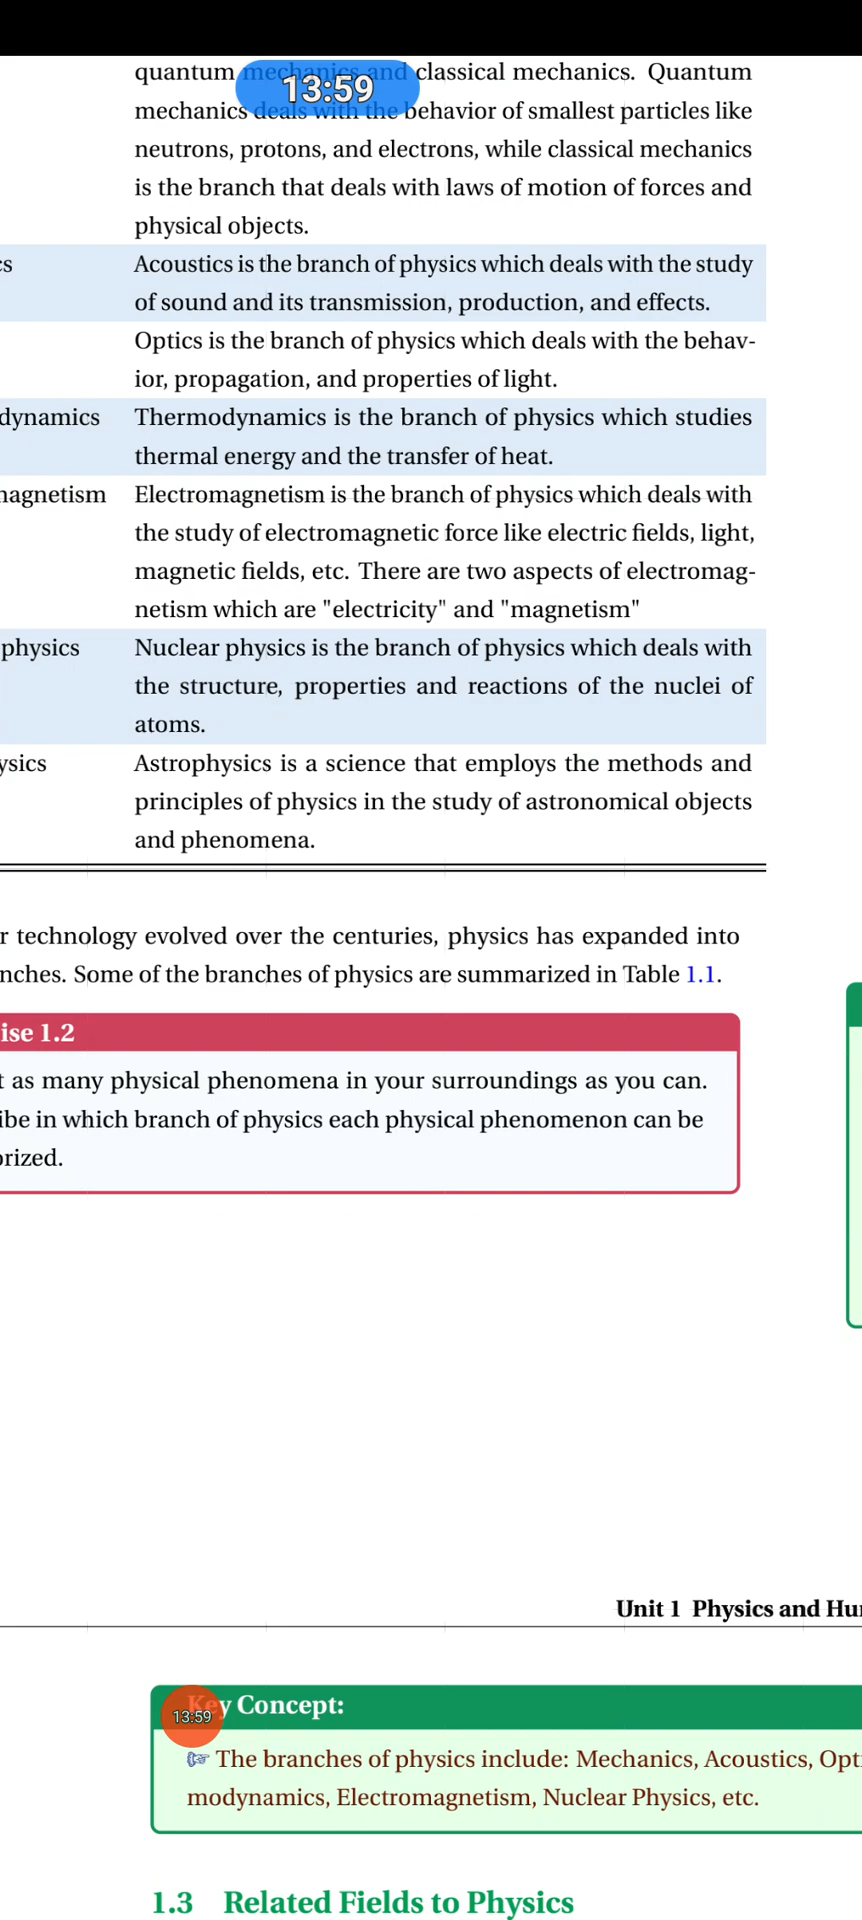 quantum mechanics and classical mechanics. Quantum
13:59
mechanics deals with the behavior of smallest particles like
neutrons, protons, and electrons, while classical mechanics
is the branch that deals with laws of motion of forces and
physical objects.
cs Acoustics is the branch of physics which deals with the study
of sound and its transmission, production, and effects.
Optics is the branch of physics which deals with the behav-
ior, propagation, and properties of light.
dynamics Thermodynamics is the branch of physics which studies
thermal energy and the transfer of heat.
magnetism Electromagnetism is the branch of physics which deals with
the study of electromagnetic force like electric fields, light,
magnetic fields, etc. There are two aspects of electromag-
netism which are "electricity" and "magnetism"
physics Nuclear physics is the branch of physics which deals with
the structure, properties and reactions of the nuclei of
atoms.
ysics Astrophysics is a science that employs the methods and
principles of physics in the study of astronomical objects
and phenomena.
r technology evolved over the centuries, physics has expanded into
nches. Some of the branches of physics are summarized in Table 1.1.
ise 1.2
t as many physical phenomena in your surroundings as you can.
ibe in which branch of physics each physical phenomenon can be
orized.
Unit 1 Physics and Hu
Key Concept:
13:59
☞ The branches of physics include: Mechanics, Acoustics, Opt
modynamics, Electromagnetism, Nuclear Physics, etc.
1.3 Related Fields to Physics